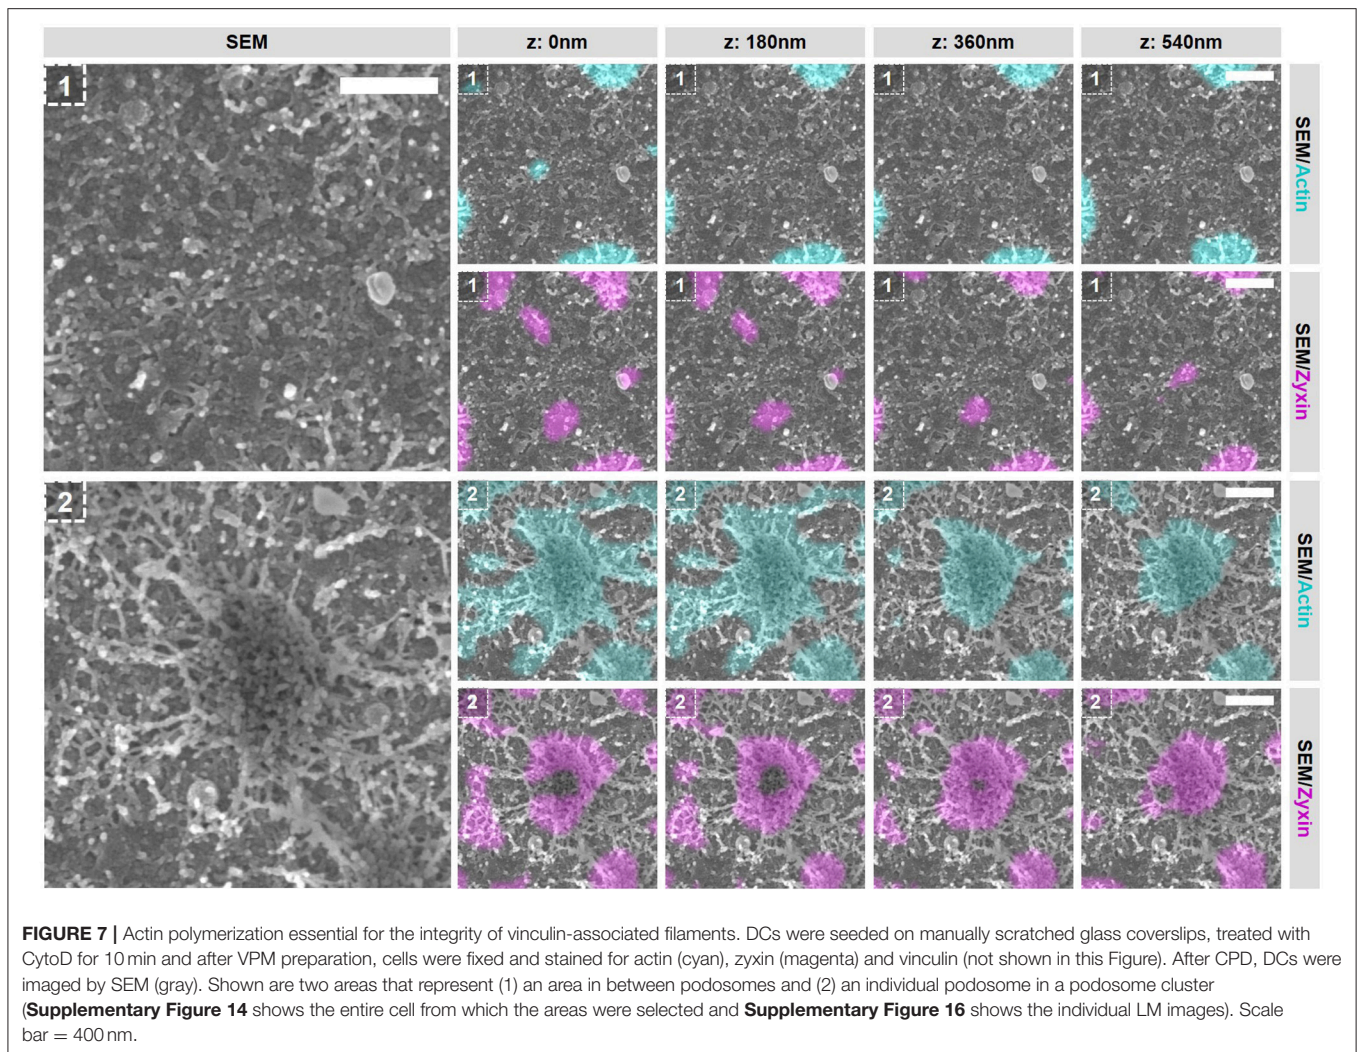 SEM
z: 0nm
z: 180nm
z: 360nm
z: 540nm
1
1
1
1
1
SEM/Actin
1
1
1
1
SEM/Zyxin
2
2
2
2
2
SEM/Actin
2
2
2
2
SEM/Zyxin
FIGURE 7 | Actin polymerization essential for the integrity of vinculin-associated filaments. DCs were seeded on manually scratched glass coverslips, treated with
CytoD for 10 min and after VPM preparation, cells were fixed and stained for actin (cyan), zyxin (magenta) and vinculin (not shown in this Figure). After CPD, DCs were
imaged by SEM (gray). Shown are two areas that represent (1) an area in between podosomes and (2) an individual podosome in a podosome cluster
(Supplementary Figure 14 shows the entire cell from which the areas were selected and Supplementary Figure 16 shows the individual LM images). Scale
bar = 400 nm.